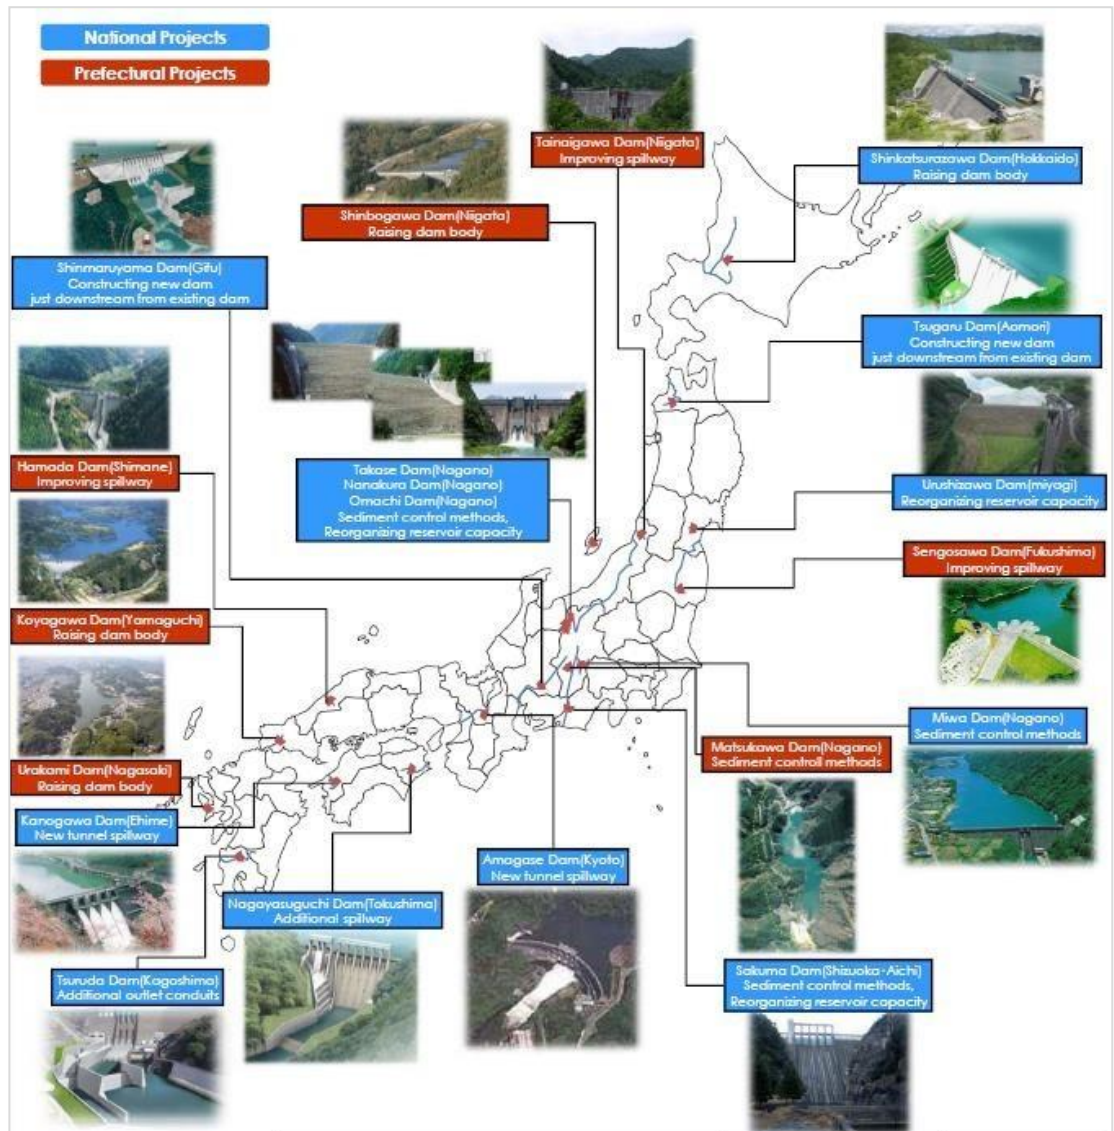 National Projects
Prefectural Projects
Tainaigawa Dam(Niigata)
Improving spillway
Shinkatsurazawa Dam(Hokkaido)
Raising dam body
Shinbogawa Dam(Niigata)
Raising dam body
Shinmaruyama Dam(Gifu)
Constructing new dam
just downstream from existing dam
Tsugaru Dam(Aomori)
Constructing new dam
just downstream from existing dam
Hamada Dam(Shimane)
Improving spillway
Takase Dam(Nagano)
Nanakura Dam(Nagano)
Omachi Dam(Nagano)
Sediment control methods,
Reorganizing reservoir capacity
Urushizawa Dam(miyagi)
Reorganizing reservoir capacity
Sengosawa Dam(Fukushima)
Improving spillway
Koyagawa Dam(Yamaguchi)
Raising dam body
Miwa Dam(Nagano)
Sediment control methods
Matsukawa Dam(Nagano)
Sediment controll methods
Urakami Dam(Nagasaki)
Raising dam body
Kanogawa Dam(Ehime)
New tunnel spillway
Amagase Dam(Kyoto)
New tunnel spillway
Nagayasuguchi Dam(Tokushima)
Additional spillway
Tsuruda Dam(Kagoshima)
Additional outlet conduits
Sakuma Dam(Shizuoka-Aichi)
Sediment control methods,
Reorganizing reservoir capacity